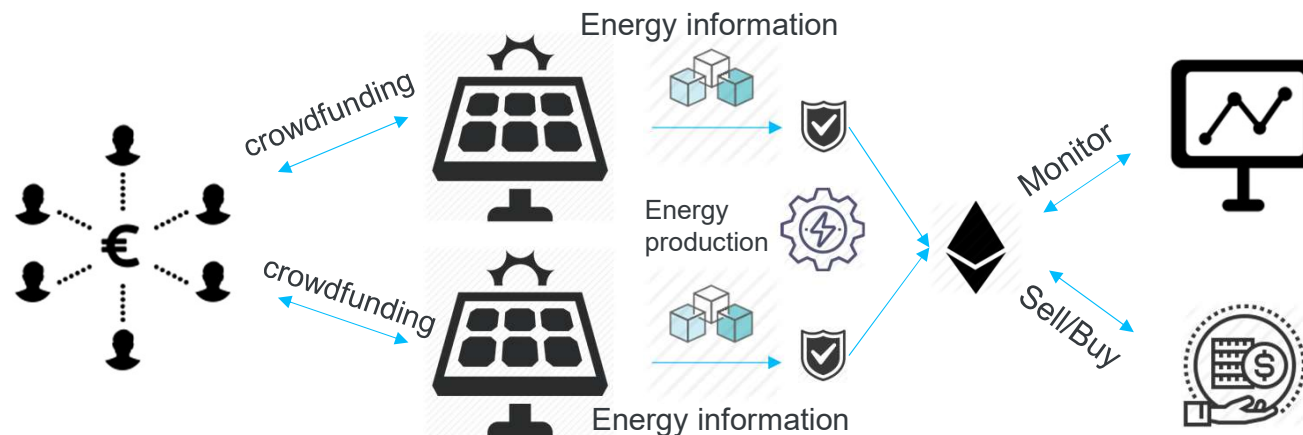 Energy information
crowdfunding
Monitor
Energy
production
€
crowdfunding
Sell/Buy
$
Energy information